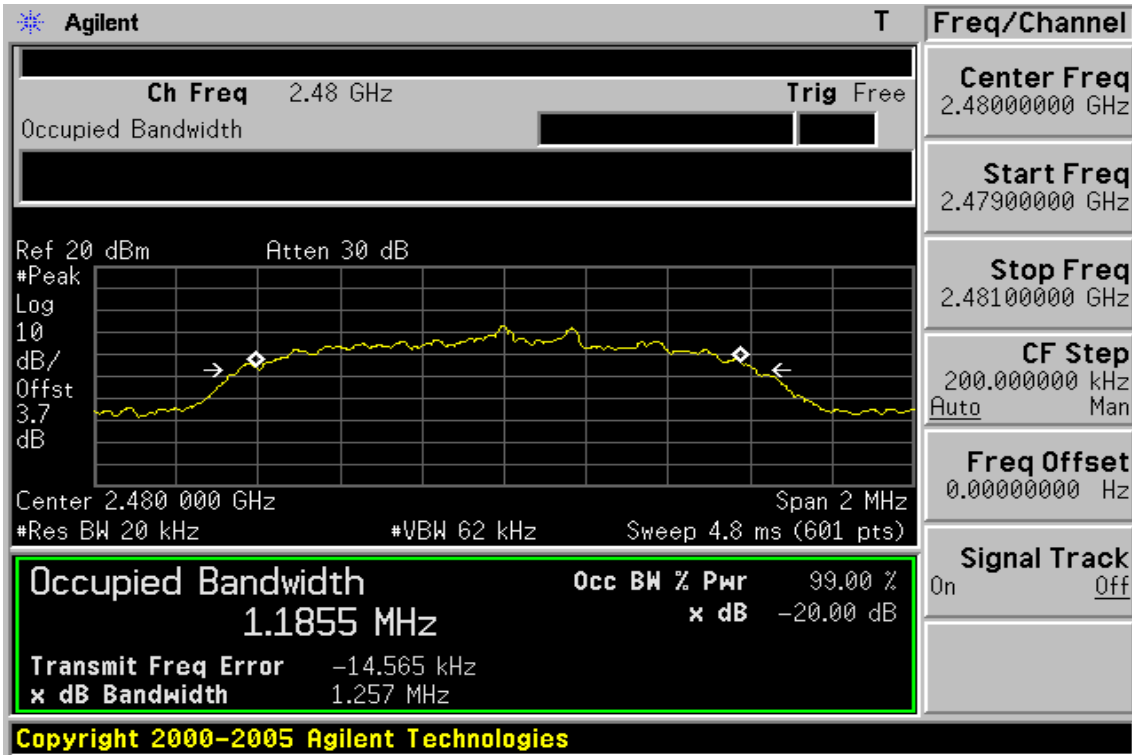 Agilent T Freq/Channel
Ch Freq 2.48 GHz Trig Free
Occupied Bandwidth
Center Freq
2.48000000 GHz
Start Freq
2.47900000 GHz
Stop Freq
2.48100000 GHz
CF Step
200.000000 kHz
Auto Man
Freq Offset
0.00000000 Hz
Signal Track
On Off
Ref 20 dBm Atten 30 dB
#Peak
Log
10
dB/
Offst
3.7
dB
Center 2.480 000 GHz Span 2 MHz
#Res BW 20 kHz #VBW 62 kHz Sweep 4.8 ms (601 pts)
Occupied Bandwidth Occ BW % Pwr 99.00 %
1.1855 MHz x dB -20.00 dB
Transmit Freq Error -14.565 kHz
x dB Bandwidth 1.257 MHz
Copyright 2000-2005 Agilent Technologies